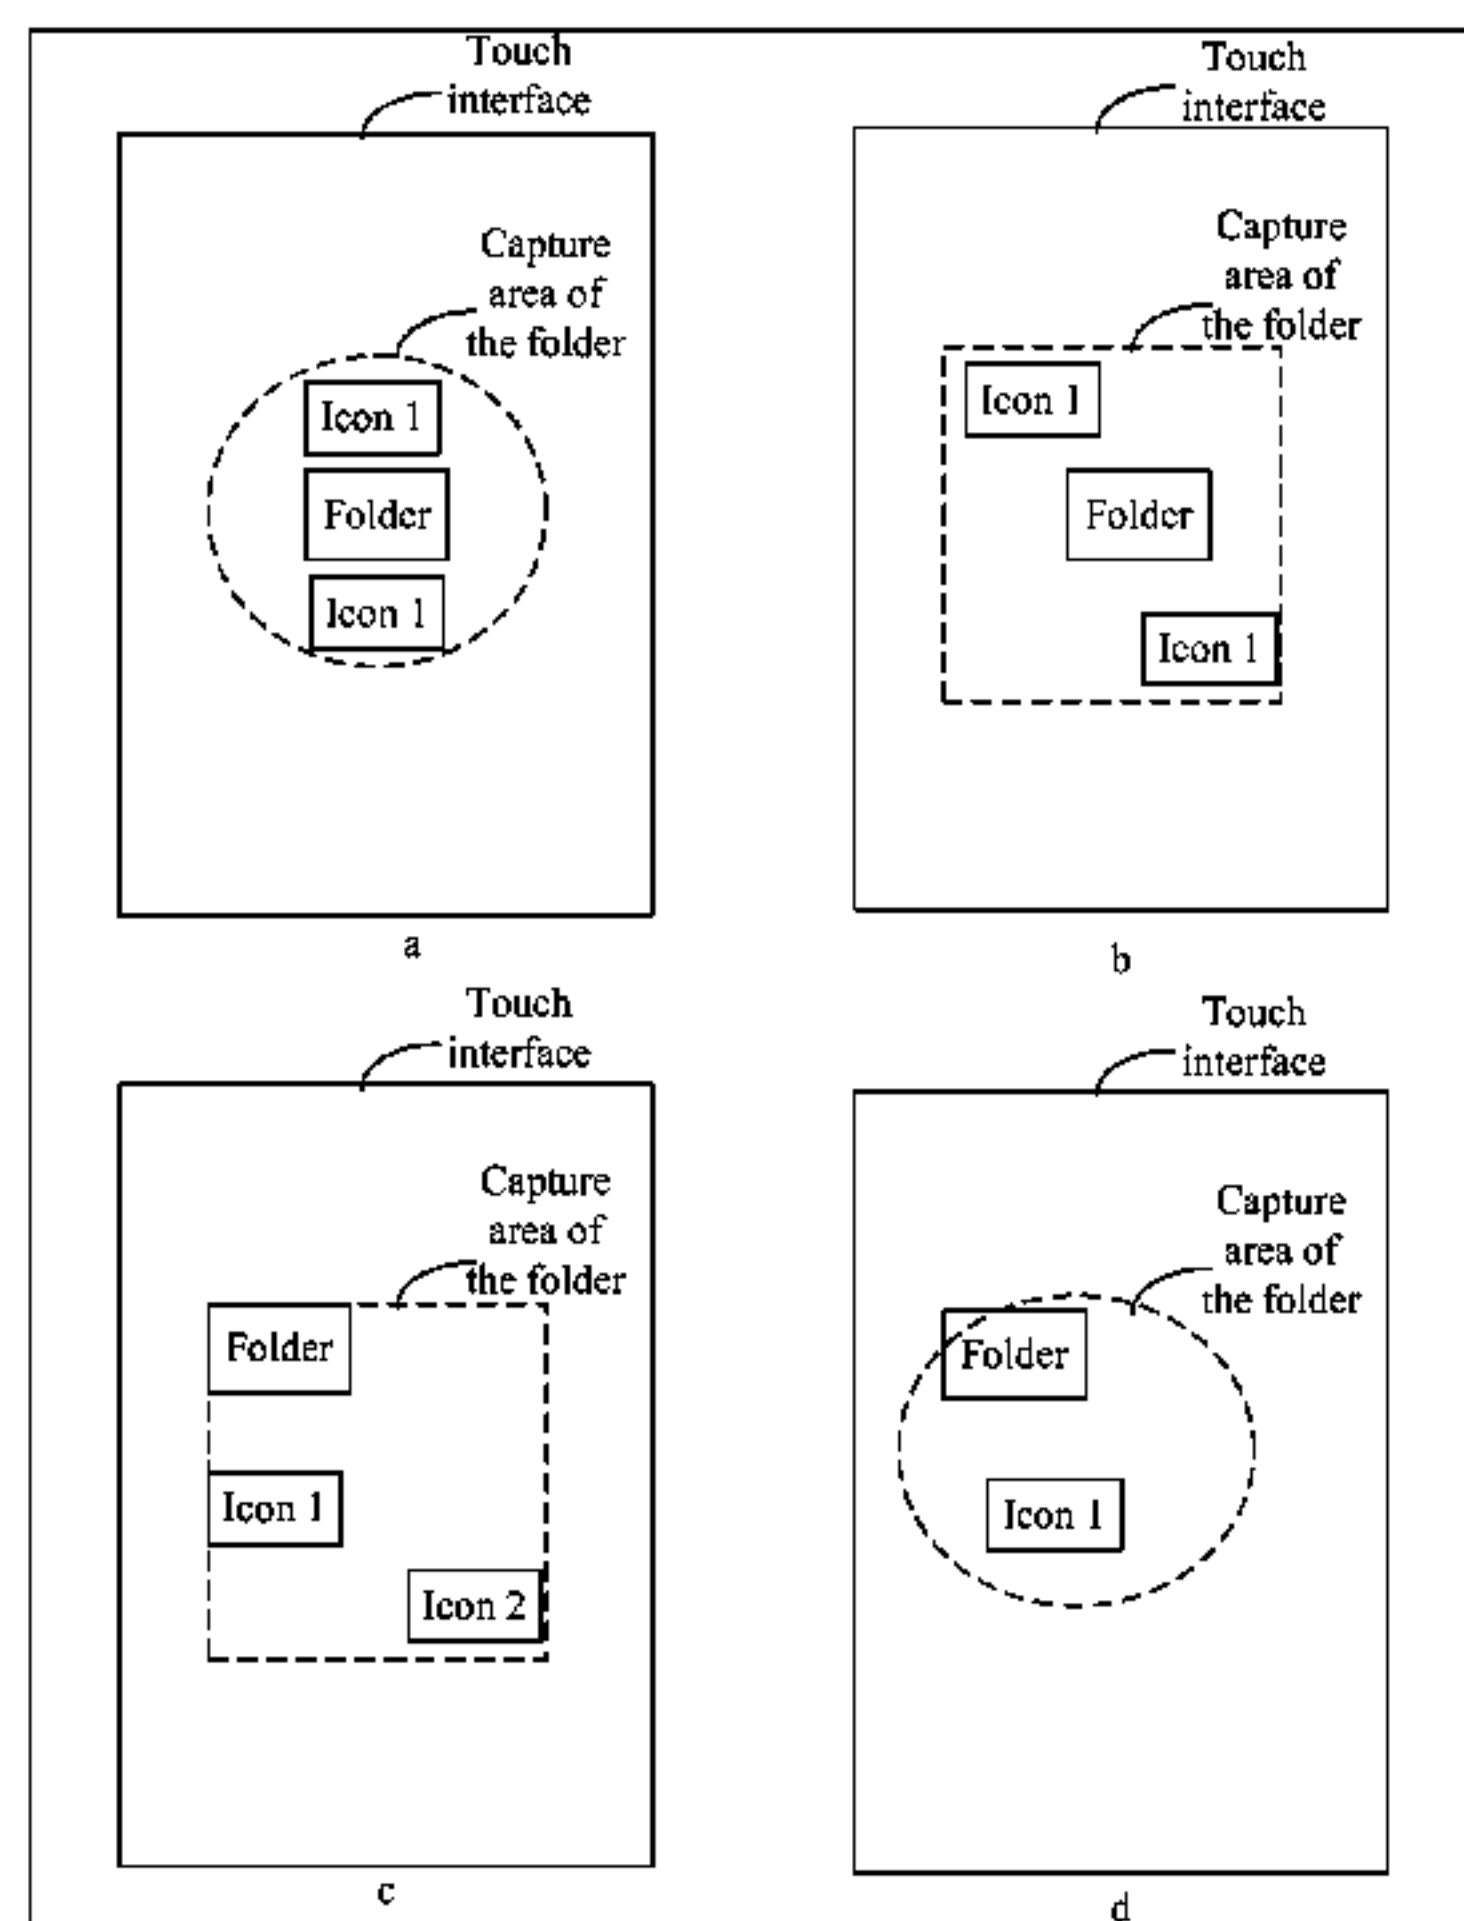 Touch
interface
Capture
area of
the folder
Icon 1
Folder
Icon 1
a
Touch
interface
Capture
area of
the folder
Icon 1
Folder
Icon 1
b
Touch
interface
Capture
area of
the folder
Folder
Icon 1
Icon 2
c
Touch
interface
Capture
area of
the folder
Folder
Icon 1
d